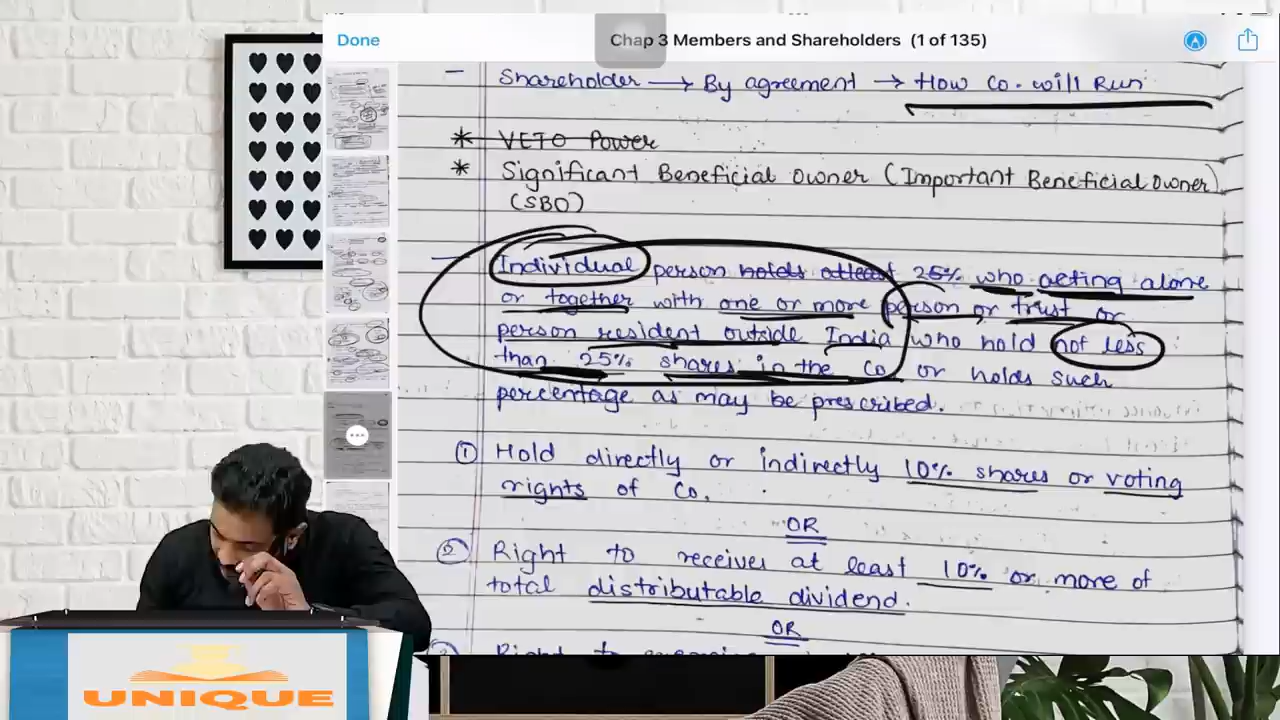 Done
Chap 3 Members and Shareholders (1 of 135)
- Shareholder → By agreement → How Co. will Run
* VETO Power
* Significant Beneficial Owner (Important Beneficial Owner)
(SBO)
- Individual person holds atleast 25% who acting alone
or together with one or more person or trust or
person resident outside India who hold not less
than 25% shares in the Co or holds such
percentage as may be prescribed.
① Hold directly or indirectly 10% shares or voting
rights of Co.
OR
② Right to receives at least 10% or more of
total distributable dividend.
OR
Right to
UNIQUE